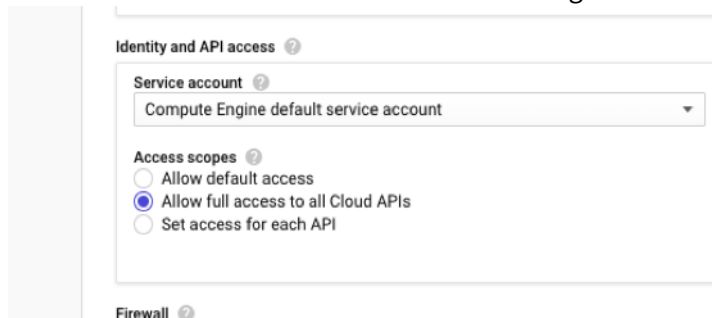 Identity and API access
Service account
Compute Engine default service account
Access scopes
Allow default access
Allow full access to all Cloud APIs
Set access for each API
Firewall